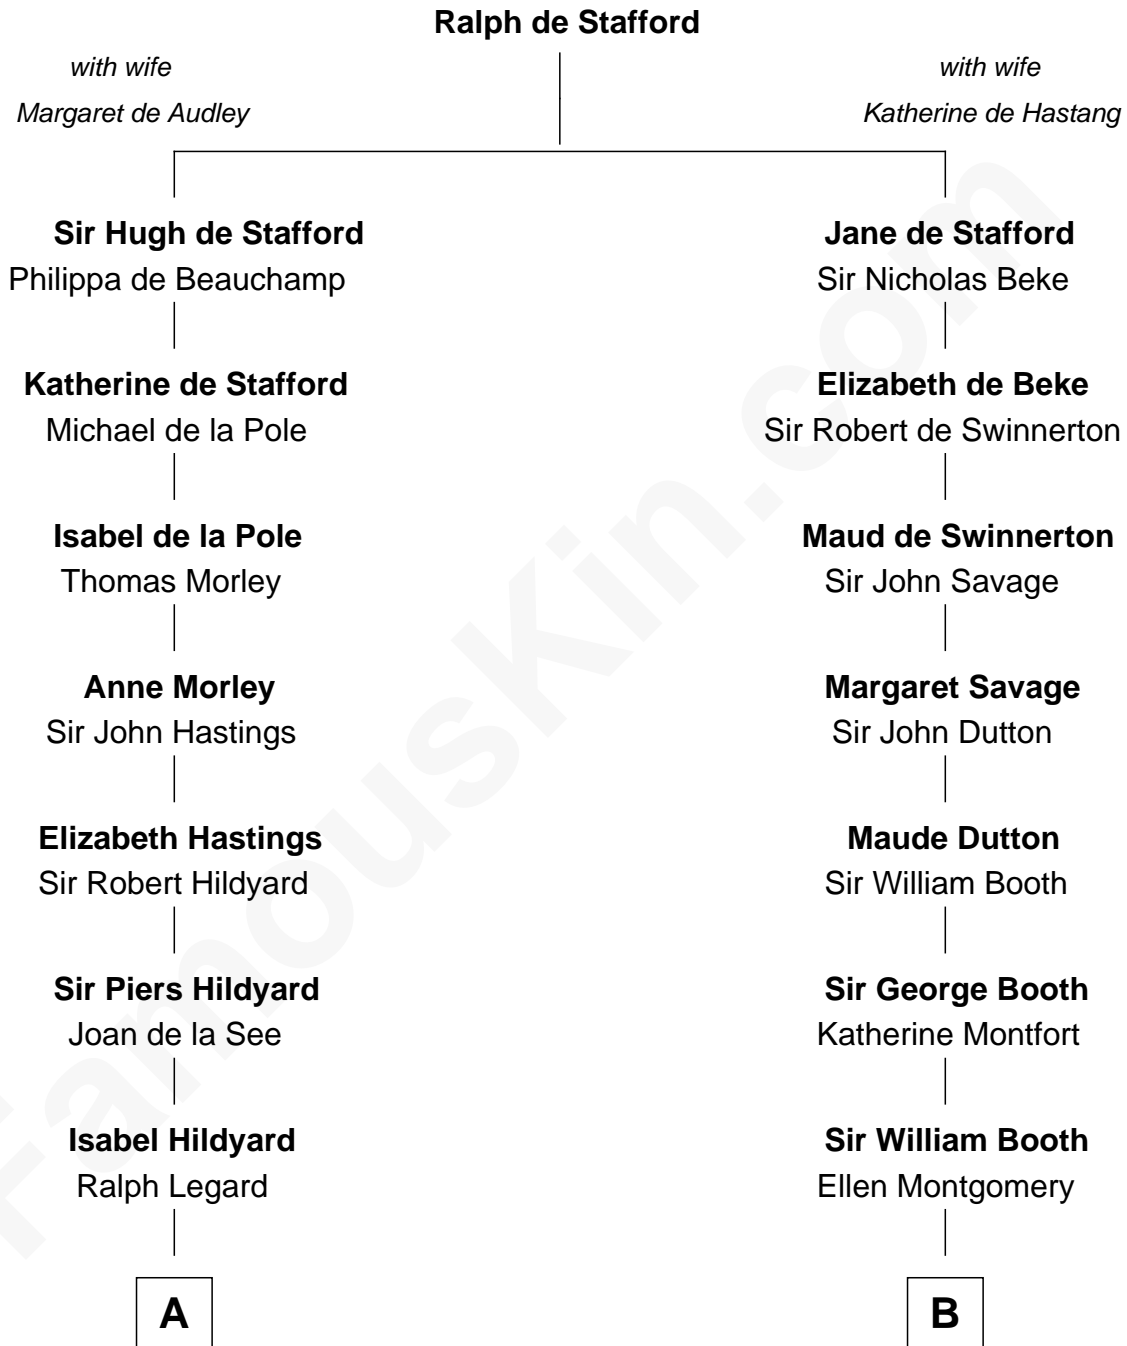 Ralph de Stafford
with wife
Margaret de Audley
with wife
Katherine de Hastang
Sir Hugh de Stafford
Philippa de Beauchamp
Jane de Stafford
Sir Nicholas Beke
Katherine de Stafford
Michael de la Pole
Elizabeth de Beke
Sir Robert de Swinnerton
Isabel de la Pole
Thomas Morley
Maud de Swinnerton
Sir John Savage
Anne Morley
Sir John Hastings
Margaret Savage
Sir John Dutton
Elizabeth Hastings
Sir Robert Hildyard
Maude Dutton
Sir William Booth
Sir Piers Hildyard
Joan de la See
Sir George Booth
Katherine Montfort
Isabel Hildyard
Ralph Legard
Sir William Booth
Ellen Montgomery
A
B
FamousKin.com